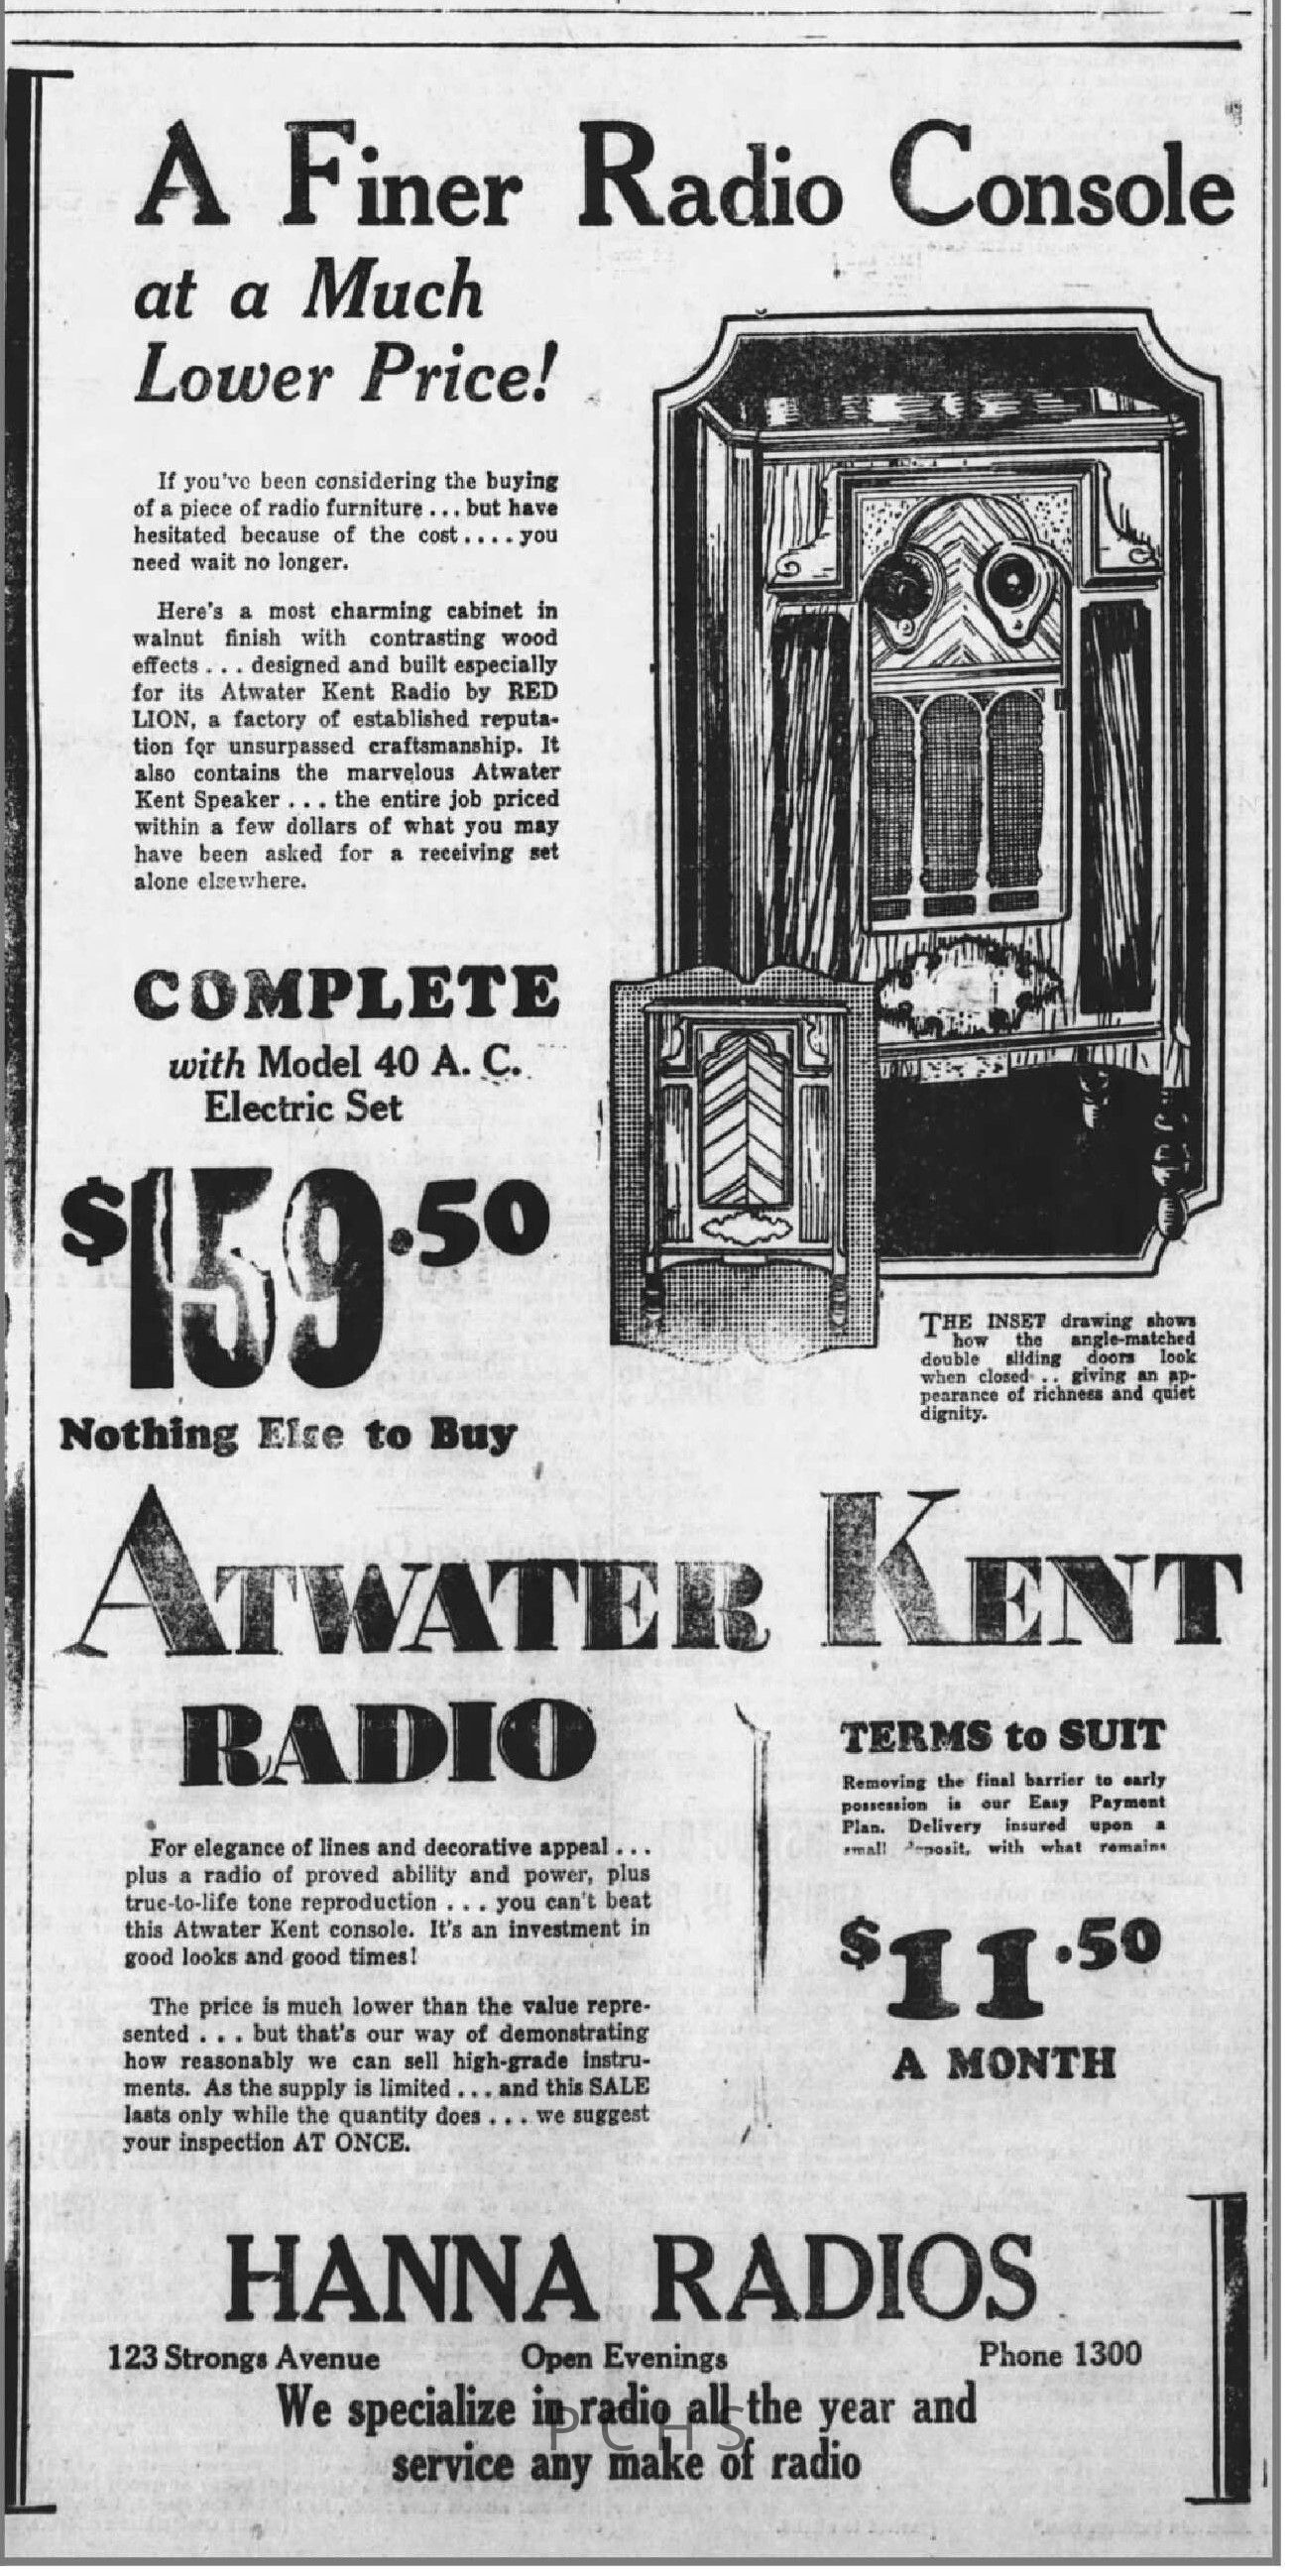 A Finer Radio Console
at a Much
Lower Price!
If you've been considering the buying
of a piece of radio furniture ... but have
hesitated because of the cost .... you
need wait no longer.
Here's a most charming cabinet in
walnut finish with contrasting wood
effects ... designed and built especially
for its Atwater Kent Radio by RED
LION, a factory of established reputa-
tion for unsurpassed craftsmanship. It
also contains the marvelous Atwater
Kent Speaker ... the entire job priced
within a few dollars of what you may
have been asked for a receiving set
alone elsewhere.
COMPLETE
with Model 40 A. C.
Electric Set
$159.50
Nothing Else to Buy
THE INSET drawing shows
how the angle-matched
double sliding doors look
when closed .. giving an ap-
pearance of richness and quiet
dignity.
ATWATER KENT
RADIO
For elegance of lines and decorative appeal ...
plus a radio of proved ability and power, plus
true-to-life tone reproduction ... you can't beat
this Atwater Kent console. It's an investment in
good looks and good times!
The price is much lower than the value repre-
sented ... but that's our way of demonstrating
how reasonably we can sell high-grade instru-
ments. As the supply is limited ... and this SALE
lasts only while the quantity does ... we suggest
your inspection AT ONCE.
TERMS to SUIT
Removing the final barrier to early
possession is our Easy Payment
Plan. Delivery insured upon a
small deposit, with what remains
$11.50
A MONTH
HANNA RADIOS
123 Strongs Avenue Open Evenings Phone 1300
We specialize in radio all the year and
service any make of radio
PCHS